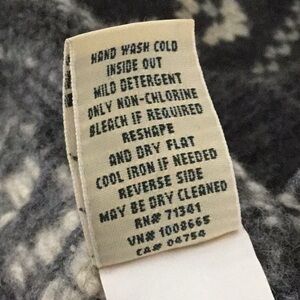 HAND WASH COLD
INSIDE OUT
MILD DETERGENT
ONLY NON-CHLORINE
BLEACH IF REQUIRED
RESHAPE
AND DRY FLAT
COOL IRON IF NEEDED
REVERSE SIDE
MAY BE DRY CLEANED
RN# 71341
VN# 1008665
CA# 04754